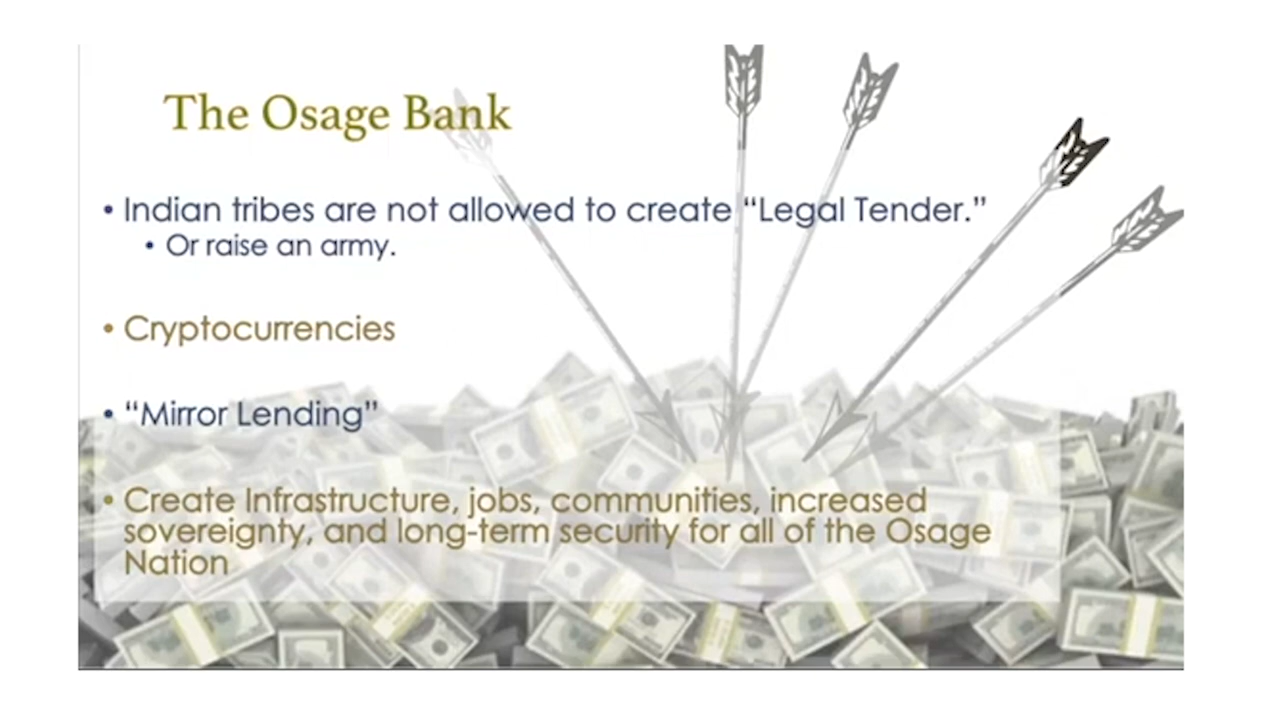 The Osage Bank
• Indian tribes are not allowed to create “Legal Tender.”
• Or raise an army.
• Cryptocurrencies
• “Mirror Lending”
• Create Infrastructure, jobs, communities, increased
sovereignty, and long-term security for all of the Osage
Nation